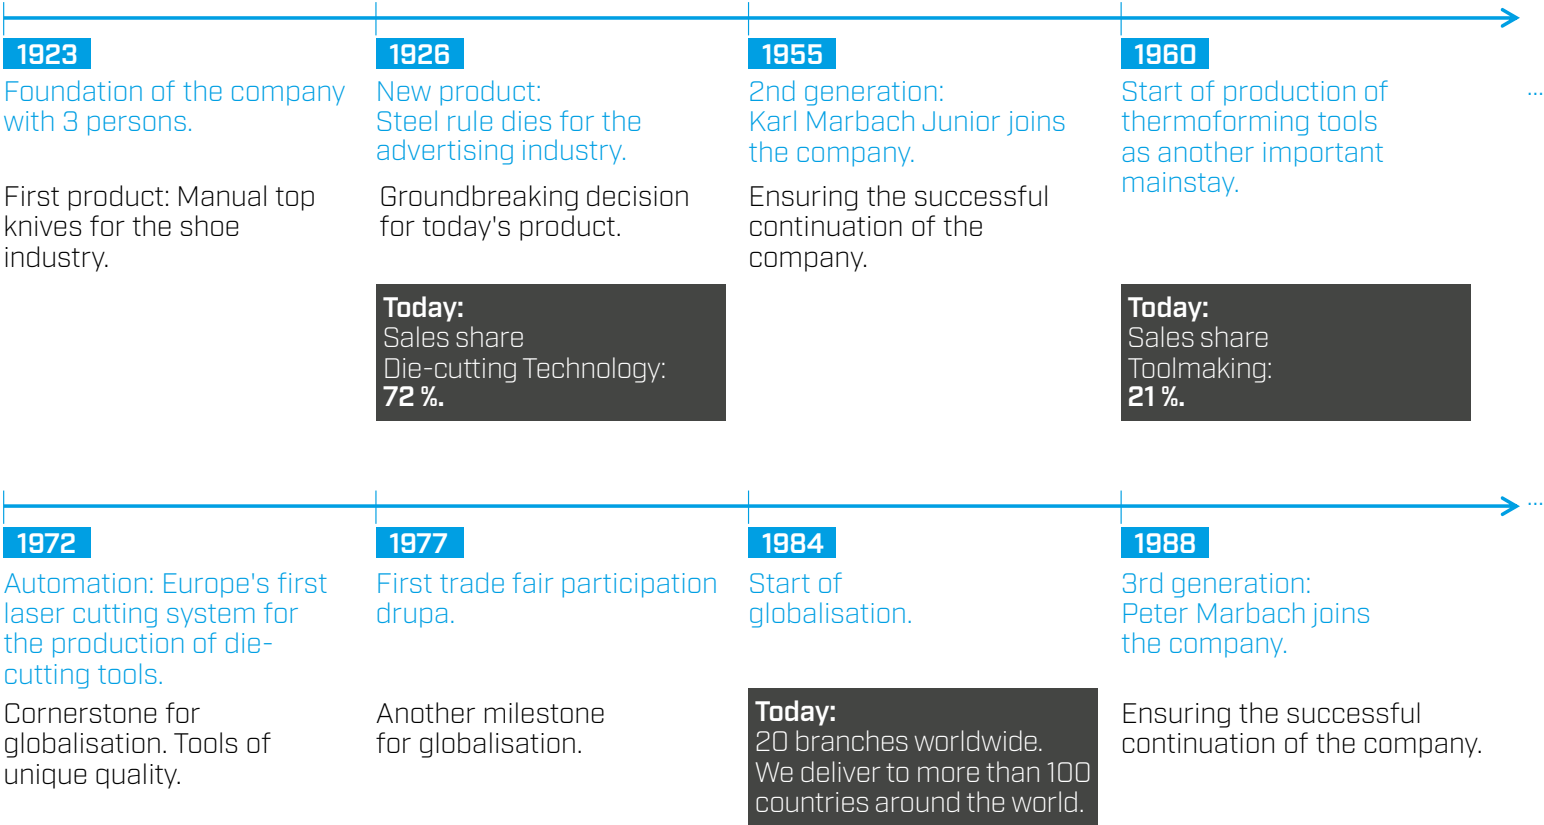 1923
Foundation of the company
with 3 persons.
First product: Manual top
knives for the shoe
industry.
1926
New product:
Steel rule dies for the
advertising industry.
Groundbreaking decision
for today's product.
Today:
Sales share
Die-cutting Technology:
72 %.
1955
2nd generation:
Karl Marbach Junior joins
the company.
Ensuring the successful
continuation of the
company.
1960
Start of production of
thermoforming tools
as another important
mainstay.
Today:
Sales share
Toolmaking:
21 %.
...
1972
Automation: Europe's first
laser cutting system for
the production of die-
cutting tools.
Cornerstone for
globalisation. Tools of
unique quality.
1977
First trade fair participation
drupa.
Another milestone
for globalisation.
1984
Start of
globalisation.
Today:
20 branches worldwide.
We deliver to more than 100
countries around the world.
1988
3rd generation:
Peter Marbach joins
the company.
Ensuring the successful
continuation of the company.
...